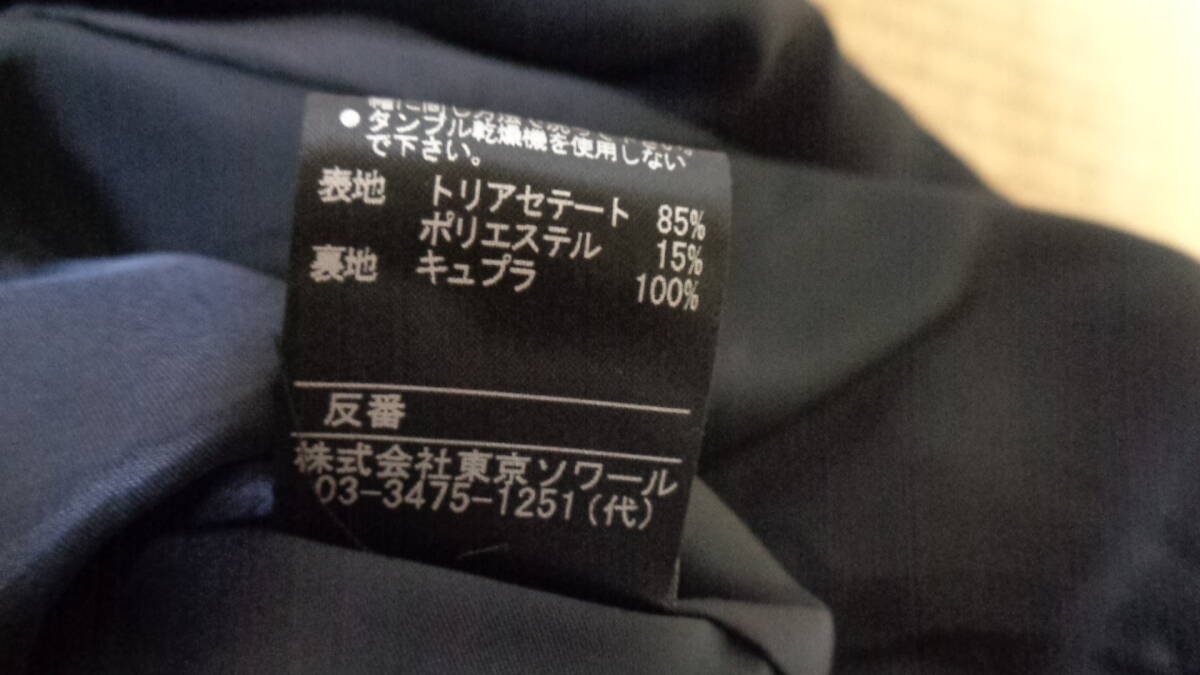 ●タンブル乾燥機を使用しない
で下さい。
表地 トリアセテート 85%
ポリエステル 15%
裏地 キュプラ 100%
反番
株式会社東京ソワール
03-3475-1251(代)